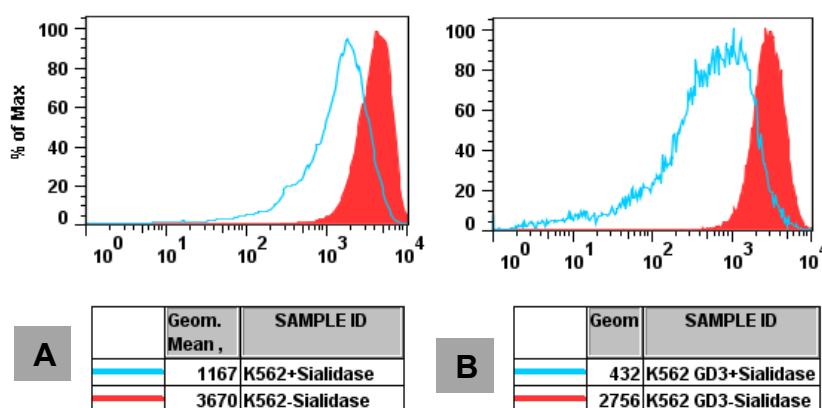 % of Max
100
80
60
40
20
0
10^0 10^1 10^2 10^3 10^4
100
80
60
40
20
0
10^0 10^1 10^2 10^3 10^4
A
Geom. Mean , SAMPLE ID
1167 K562+Sialidase
3670 K562-Sialidase
B
Geom SAMPLE ID
432 K562 GD3+Sialidase
2756 K562 GD3-Sialidase